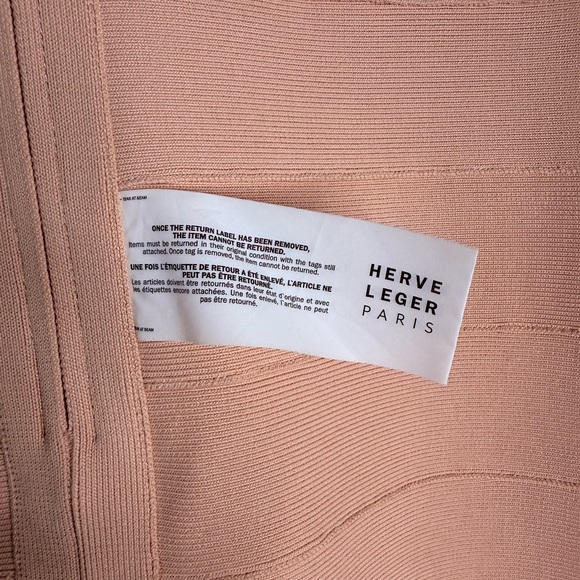 ONCE THE RETURN LABEL HAS BEEN REMOVED,
THE ITEM CANNOT BE RETURNED.
Items must be returned in their original condition with the tags still
attached. Once tag is removed, the item cannot be returned.
UNE FOIS L'ÉTIQUETTE DE RETOUR A ÉTÉ ENLEVÉ, L'ARTICLE NE
PEUT PAS ÊTRE RETOURNÉ.
Les articles doivent être retournés dans leur état d'origine et avec
les étiquettes encore attachées. Une fois enlevé, l'article ne peut
pas être retourné.
AT SEAM
HERVE
LEGER
PARIS